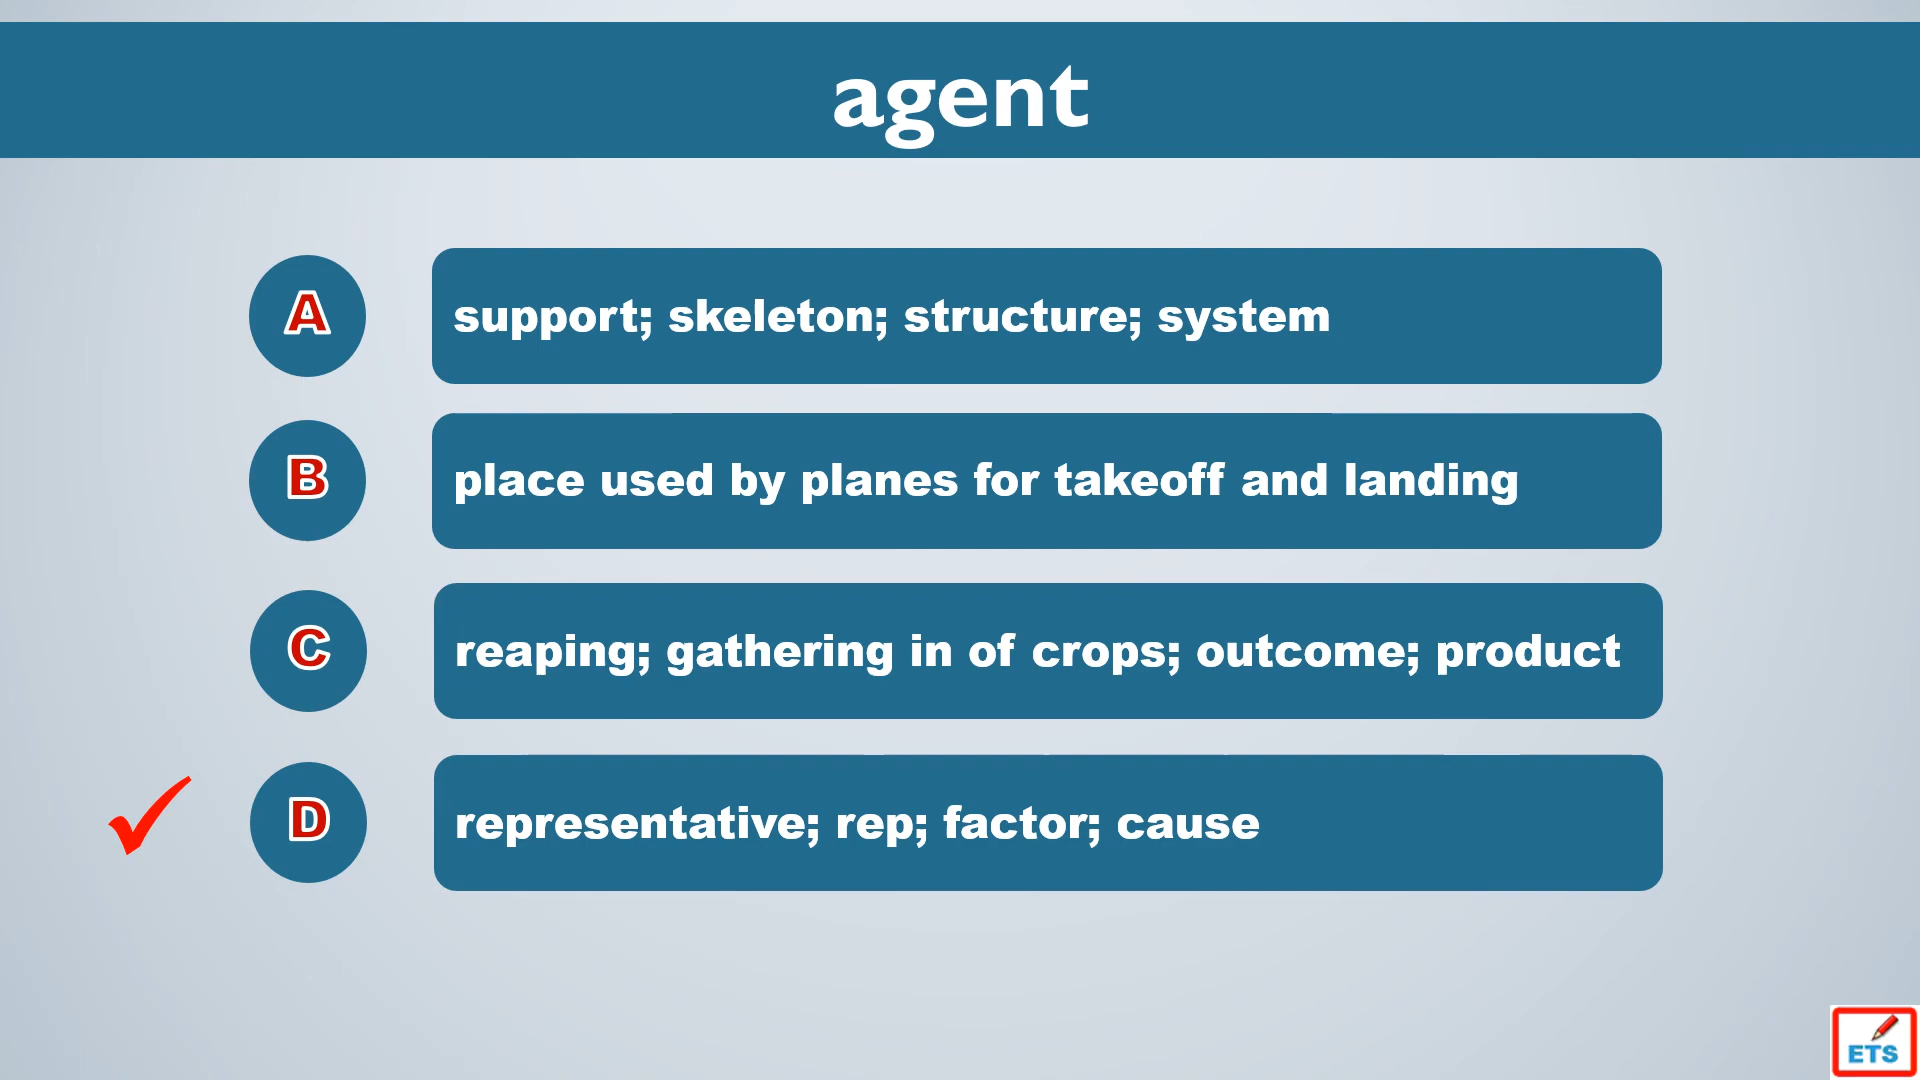 agent
A
support; skeleton; structure; system
B
place used by planes for takeoff and landing
C
reaping; gathering in of crops; outcome; product
D
representative; rep; factor; cause
ETS